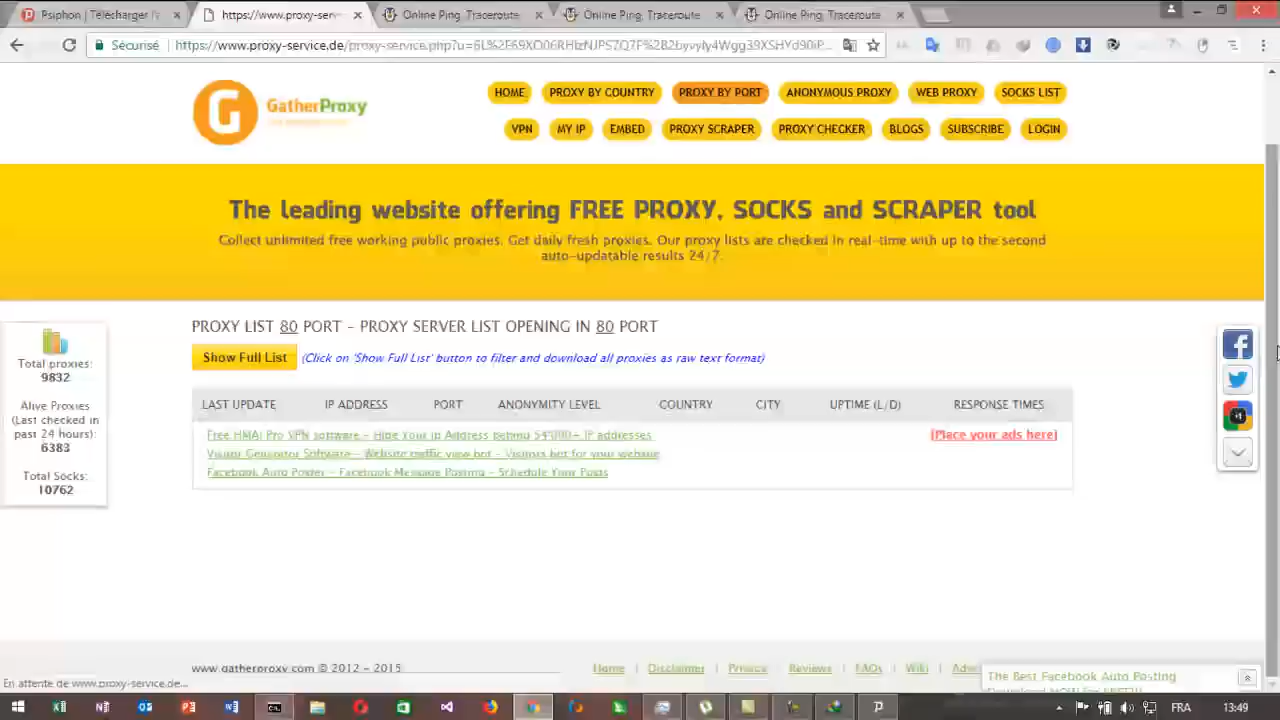 Psiphon | Télécharger
https://www.proxy-serv
Online Ping, Traceroute
Online Ping, Traceroute
Online Ping, Traceroute
Sécurisé
https://www.proxy-service.de/proxy-service.php
GatherProxy
HOME
PROXY BY COUNTRY
PROXY BY PORT
ANONYMOUS PROXY
WEB PROXY
SOCKS LIST
VPN
MY IP
EMBED
PROXY SCRAPER
PROXY CHECKER
BLOGS
SUBSCRIBE
LOGIN
The leading website offering FREE PROXY, SOCKS and SCRAPER tool
Collect unlimited free working public proxies. Get daily fresh proxies. Our proxy lists are checked in real-time with up to the second
auto-updatable results 24/7.
Total proxies:
9832
Alive Proxies
(Last checked in
past 24 hours):
6383
Total Socks:
10762
PROXY LIST 80 PORT - PROXY SERVER LIST OPENING IN 80 PORT
Show Full List
(Click on 'Show Full List' button to filter and download all proxies as raw text format)
LAST UPDATE
IP ADDRESS
PORT
ANONYMITY LEVEL
COUNTRY
CITY
UPTIME (L/D)
RESPONSE TIMES
Free HMA! Pro VPN software - Hide Your Ip Address behind 54000+ IP addresses
[Place your ads here]
Visitor Generator Software - Website traffic view bot - Visitors bot for your website
Facebook Auto Poster - Facebook Message Posting - Schedule Your Posts
www.gatherproxy.com © 2012 - 2015
Home | Disclaimer | Privacy | Reviews | FAQs | Wiki |
The Best Facebook Auto Posting
En attente de www.proxy-service.de...
FRA
13:49